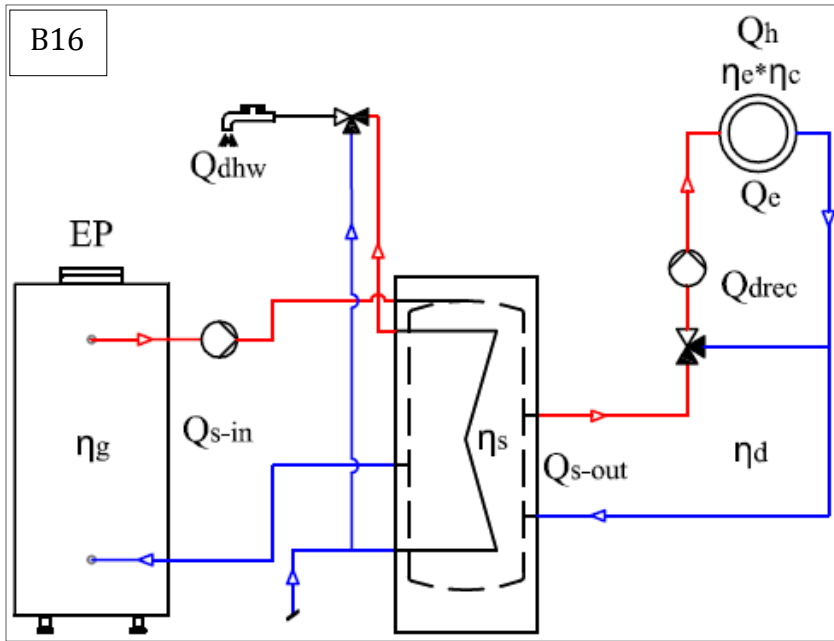 B16
Qh
ηe*ηc
Qdhw
Qe
EP
Qdrec
Qs-in
ηg
ηs
Qs-out
ηd